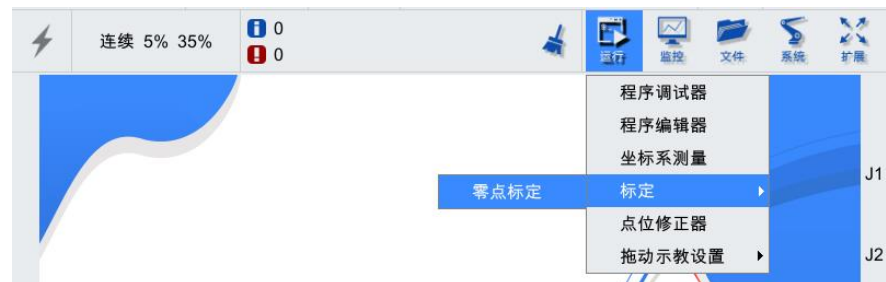 连续 5% 35%
0
0
运行
监控
文件
系统
扩展
程序调试器
程序编辑器
坐标系测量
零点标定
标定
点位修正器
拖动示教设置
J1
J2